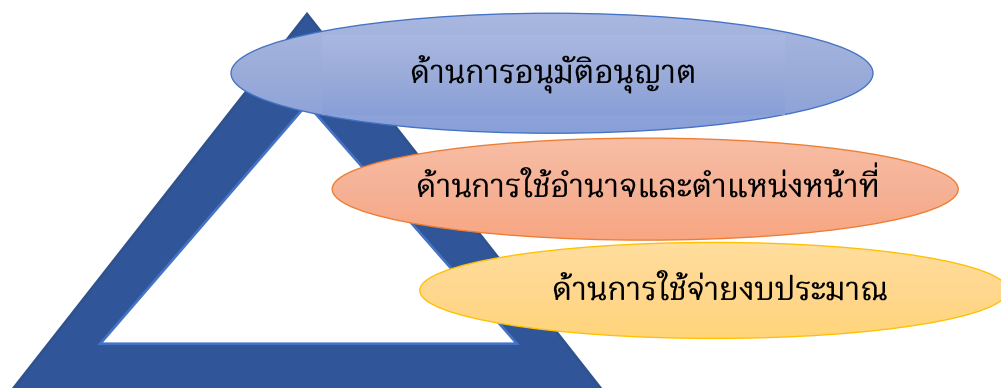 ด้านการอนุมัติอนุญาต
ด้านการใช้อำนาจและตำแหน่งหน้าที่
ด้านการใช้จ่ายงบประมาณ